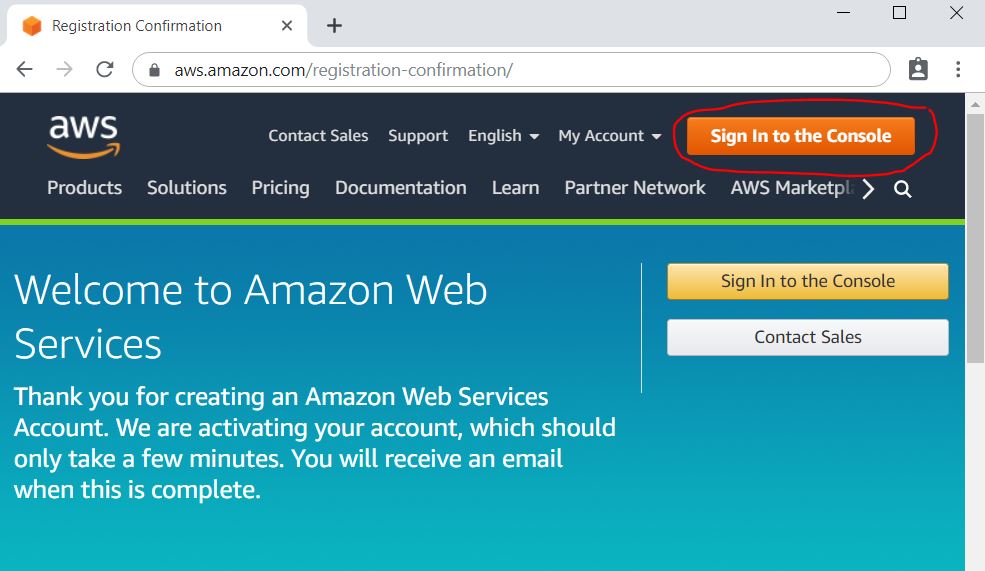 Registration Confirmation
aws.amazon.com/registration-confirmation/
aws
Contact Sales Support English My Account Sign In to the Console
Products Solutions Pricing Documentation Learn Partner Network AWS Marketpl
Welcome to Amazon Web
Services
Thank you for creating an Amazon Web Services
Account. We are activating your account, which should
only take a few minutes. You will receive an email
when this is complete.
Sign In to the Console
Contact Sales